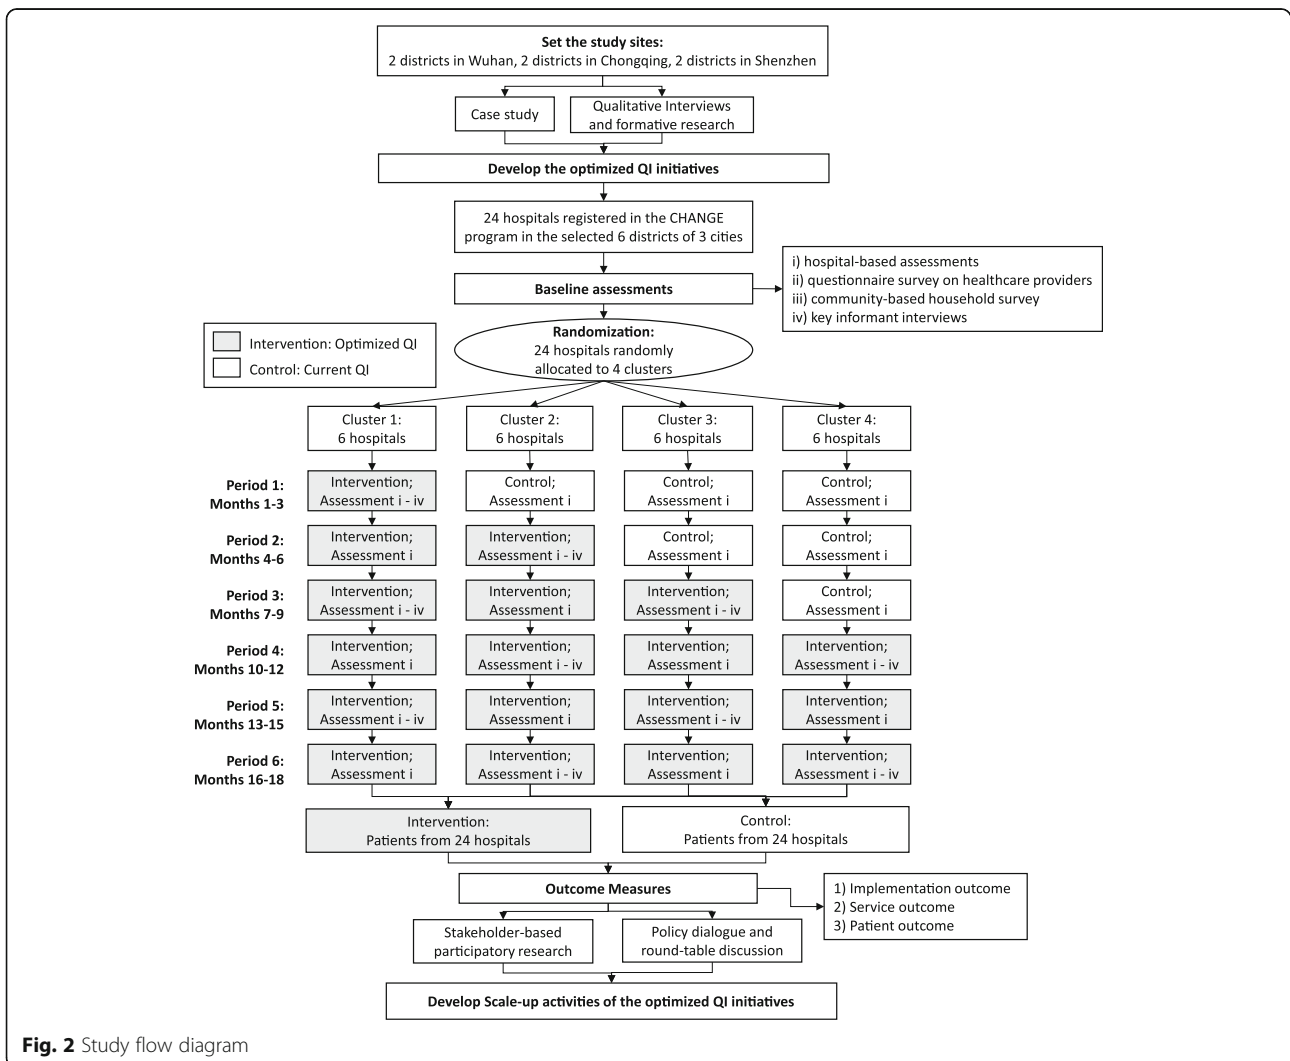 Set the study sites:
2 districts in Wuhan, 2 districts in Chongqing, 2 districts in Shenzhen
Case study
Qualitative Interviews
and formative research
Develop the optimized QI initiatives
24 hospitals registered in the CHANGE
program in the selected 6 districts of 3 cities
Baseline assessments
i) hospital-based assessments
ii) questionnaire survey on healthcare providers
iii) community-based household survey
iv) key informant interviews
Randomization:
24 hospitals randomly
allocated to 4 clusters
Intervention: Optimized QI
Control: Current QI
Cluster 1:
6 hospitals
Cluster 2:
6 hospitals
Cluster 3:
6 hospitals
Cluster 4:
6 hospitals
Period 1:
Months 1-3
Intervention;
Assessment i - iv
Control;
Assessment i
Control;
Assessment i
Control;
Assessment i
Period 2:
Months 4-6
Intervention;
Assessment i
Intervention;
Assessment i - iv
Control;
Assessment i
Control;
Assessment i
Period 3:
Months 7-9
Intervention;
Assessment i - iv
Intervention;
Assessment i
Intervention;
Assessment i - iv
Control;
Assessment i
Period 4:
Months 10-12
Intervention;
Assessment i
Intervention;
Assessment i - iv
Intervention;
Assessment i
Intervention;
Assessment i - iv
Period 5:
Months 13-15
Intervention;
Assessment i - iv
Intervention;
Assessment i
Intervention;
Assessment i - iv
Intervention;
Assessment i
Period 6:
Months 16-18
Intervention;
Assessment i
Intervention;
Assessment i - iv
Intervention;
Assessment i
Intervention;
Assessment i - iv
Intervention:
Patients from 24 hospitals
Control:
Patients from 24 hospitals
Outcome Measures
1) Implementation outcome
2) Service outcome
3) Patient outcome
Stakeholder-based
participatory research
Policy dialogue and
round-table discussion
Develop Scale-up activities of the optimized QI initiatives
Fig. 2 Study flow diagram